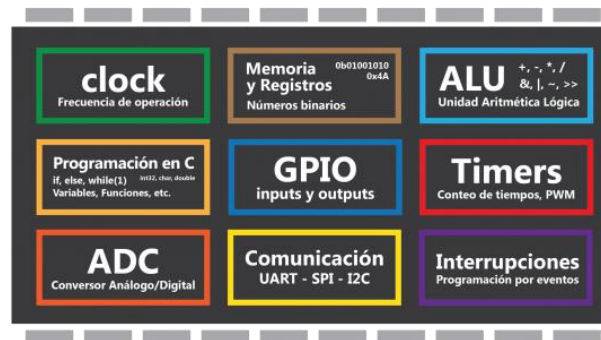 clock
Frecuencia de operación
Memoria
y Registros
0b01001010
0x4A
Números binarios
ALU
+, -, *, /
&, |, ~, >>
Unidad Aritmética Lógica
Programación en C
if, else, while(1)
int32, char, double
Variables, Funciones, etc.
GPIO
inputs y outputs
Timers
Conteo de tiempos, PWM
ADC
Conversor Análogo/Digital
Comunicación
UART - SPI - I2C
Interrupciones
Programación por eventos